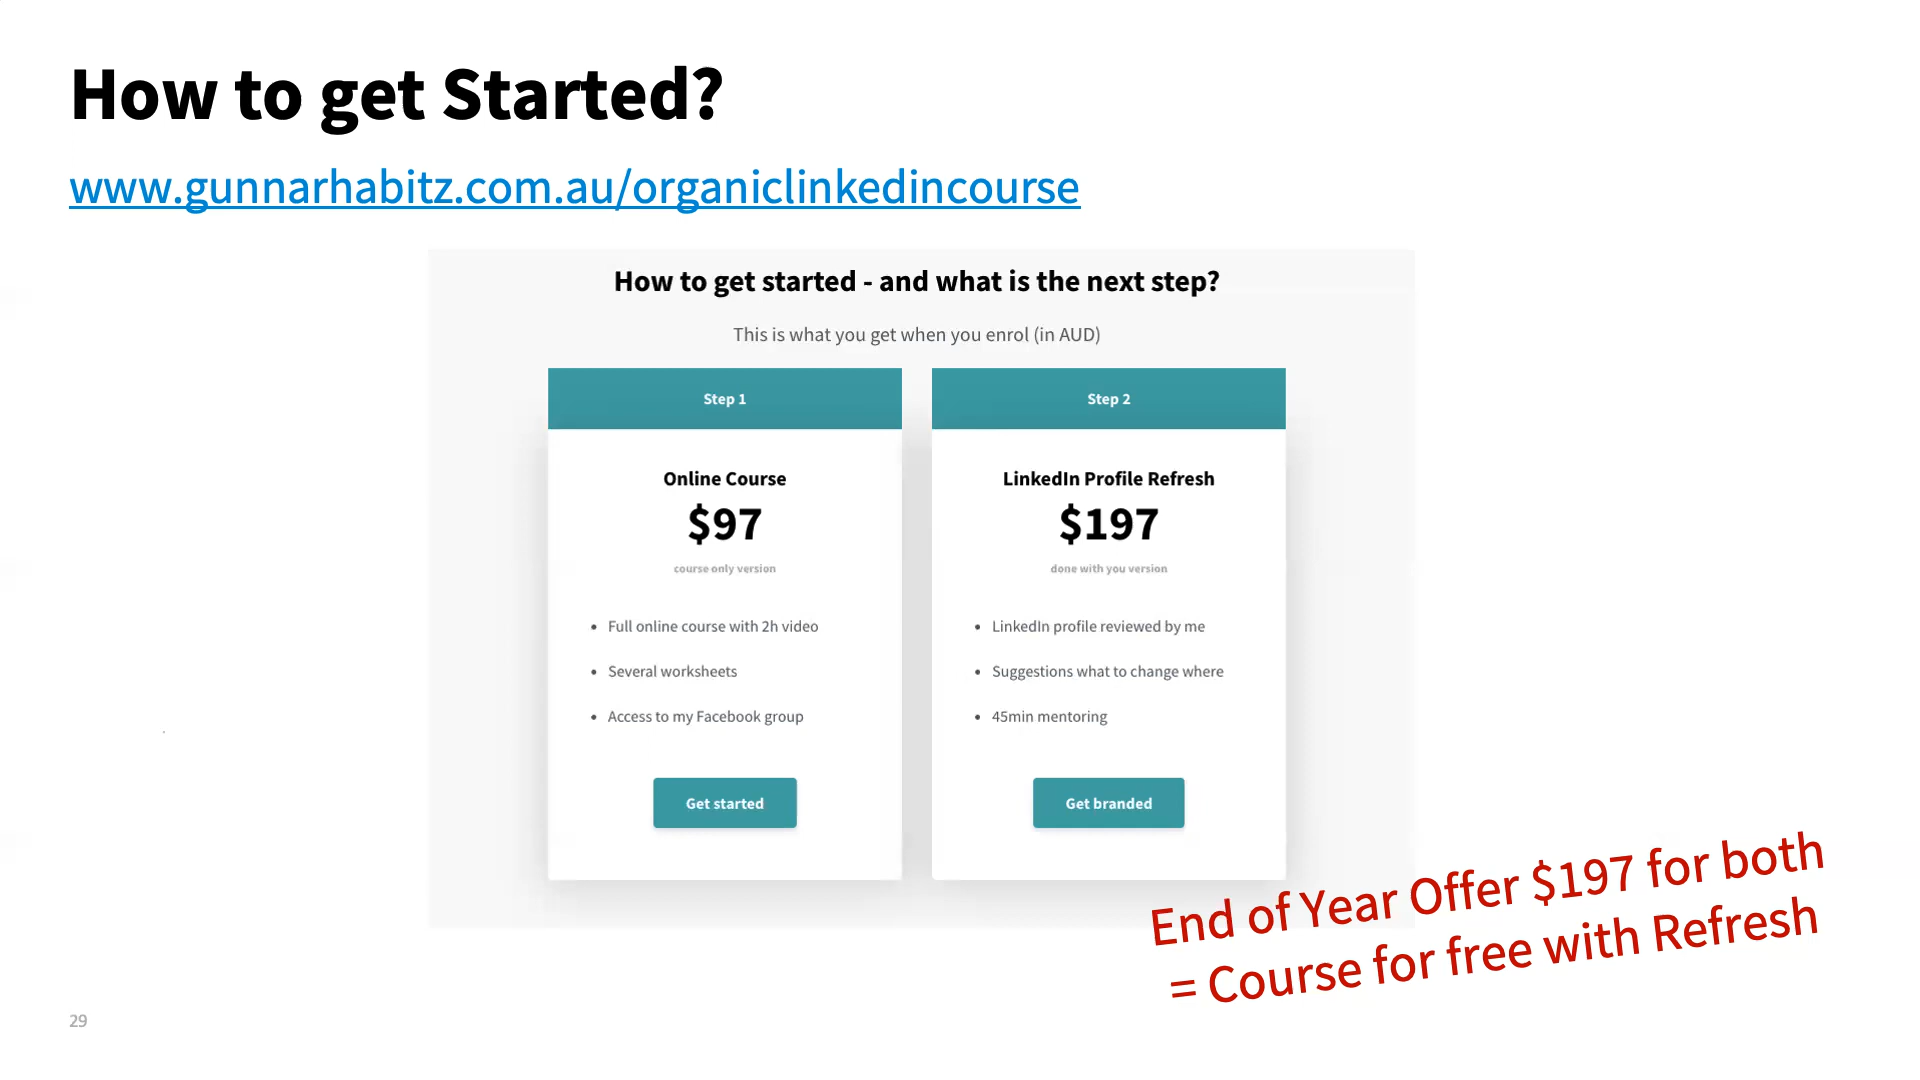 How to get Started?
www.gunnarhabitz.com.au/organiclinkedincourse
How to get started - and what is the next step?
This is what you get when you enrol (in AUD)
Step 1
Online Course
$97
course only version
• Full online course with 2h video
• Several worksheets
• Access to my Facebook group
Get started
Step 2
LinkedIn Profile Refresh
$197
done with you version
• LinkedIn profile reviewed by me
• Suggestions what to change where
• 45min mentoring
Get branded
End of Year Offer $197 for both
= Course for free with Refresh
29